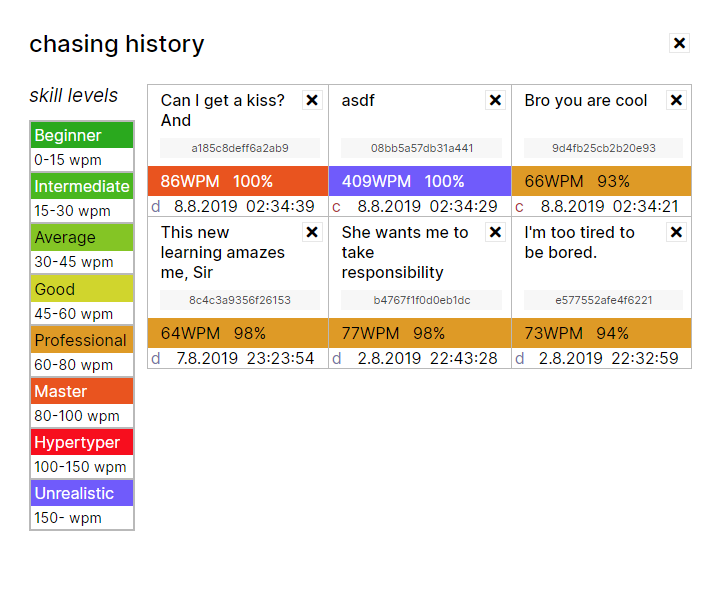 chasing history
skill levels
Beginner
0-15 wpm
Intermediate
15-30 wpm
Average
30-45 wpm
Good
45-60 wpm
Professional
60-80 wpm
Master
80-100 wpm
Hypertyper
100-150 wpm
Unrealistic
150- wpm
Can I get a kiss?
And
a185c8deff6a2ab9
86WPM 100%
d 8.8.2019 02:34:39
asdf
08bb5a57db31a441
409WPM 100%
c 8.8.2019 02:34:29
Bro you are cool
9d4fb25cb2b20e93
66WPM 93%
c 8.8.2019 02:34:21
This new
learning amazes
me, Sir
8c4c3a9356f26153
64WPM 98%
d 7.8.2019 23:23:54
She wants me to
take
responsibility
b4767f1f0d0eb1dc
77WPM 98%
d 2.8.2019 22:43:28
I'm too tired to
be bored.
e577552afe4f6221
73WPM 94%
d 2.8.2019 22:32:59